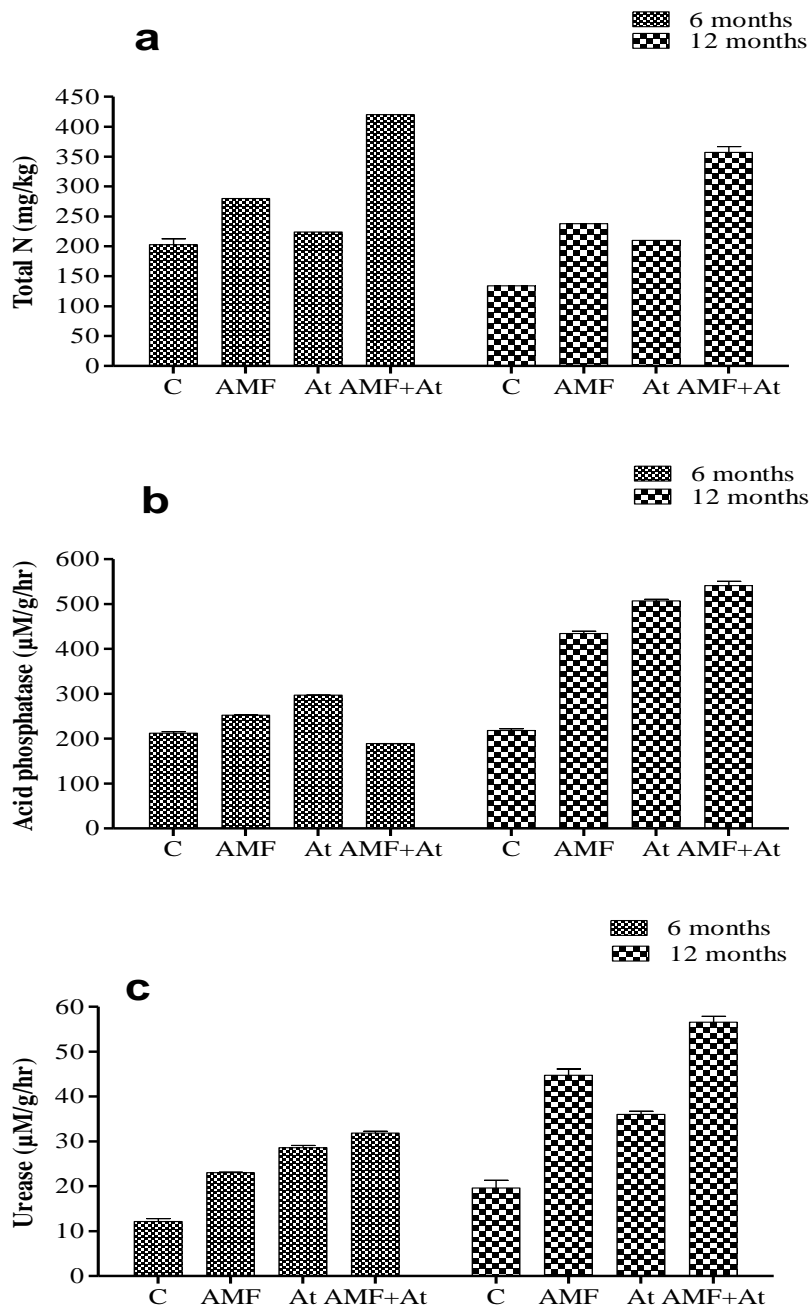 a
6 months
12 months
Total N (mg/kg)
450
400
350
300
250
200
150
100
50
0
C AMF At AMF+At C AMF At AMF+At
b
6 months
12 months
Acid phosphatase (µM/g/hr)
600
500
400
300
200
100
0
C AMF At AMF+At C AMF At AMF+At
c
6 months
12 months
Urease (µM/g/hr)
60
50
40
30
20
10
0
C AMF At AMF+At C AMF At AMF+At